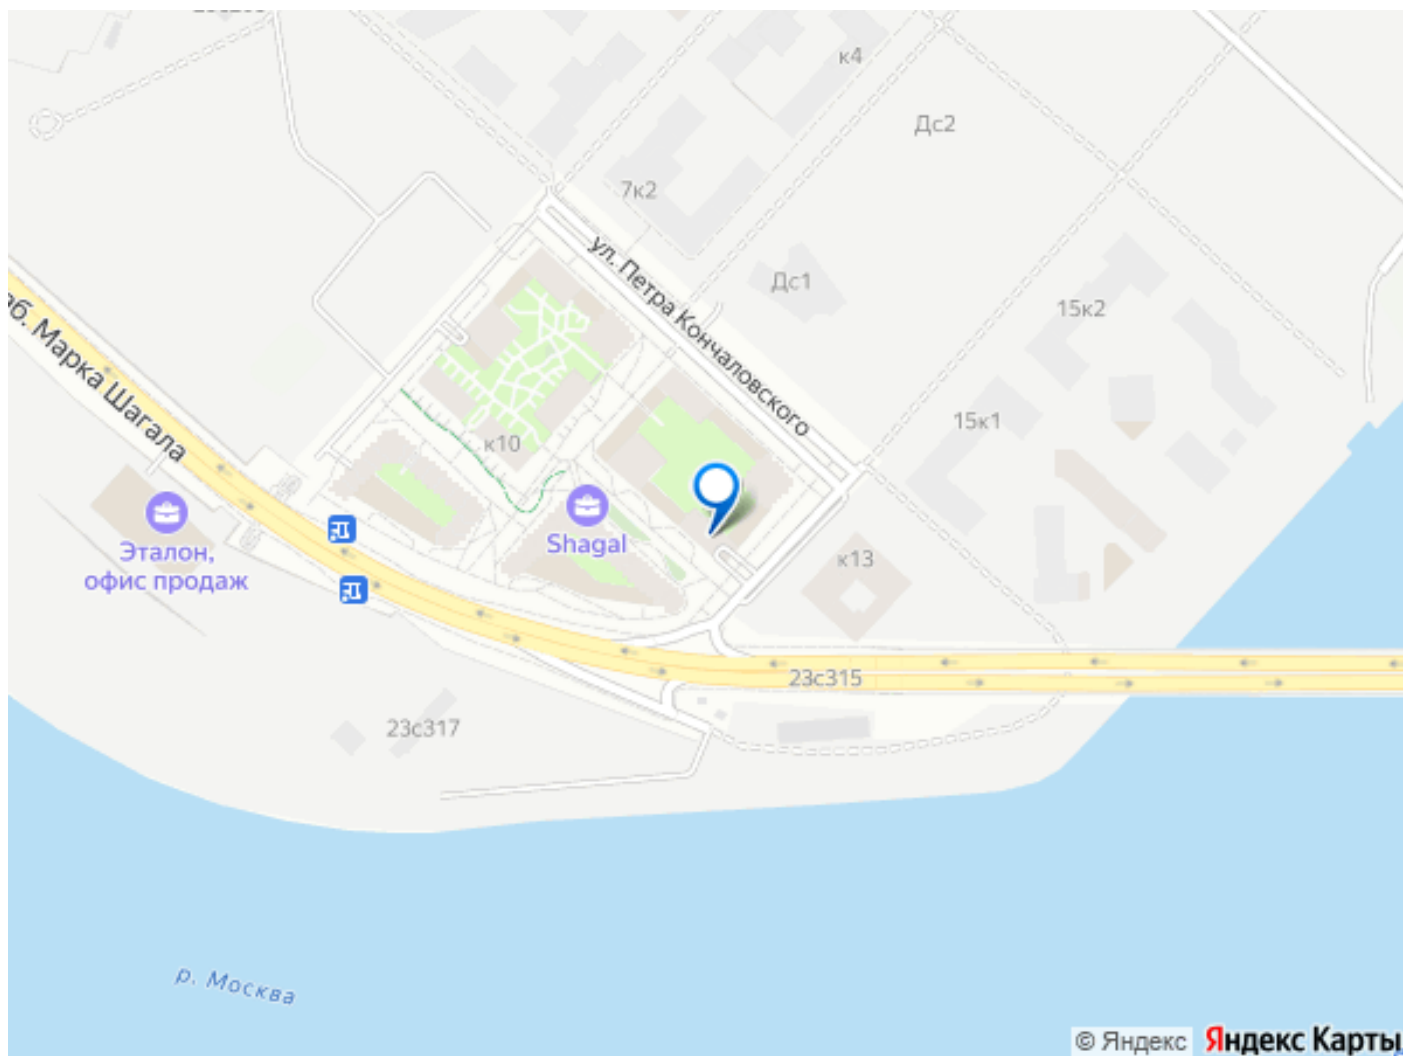 к4
Дс2
7к2
ул. Петра Кончаловского
Дс1
15к2
наб. Марка Шагала
15к1
к10
Shagal
Эталон,
офис продаж
к13
23с315
23с317
р. Москва
© Яндекс
Яндекс Карты